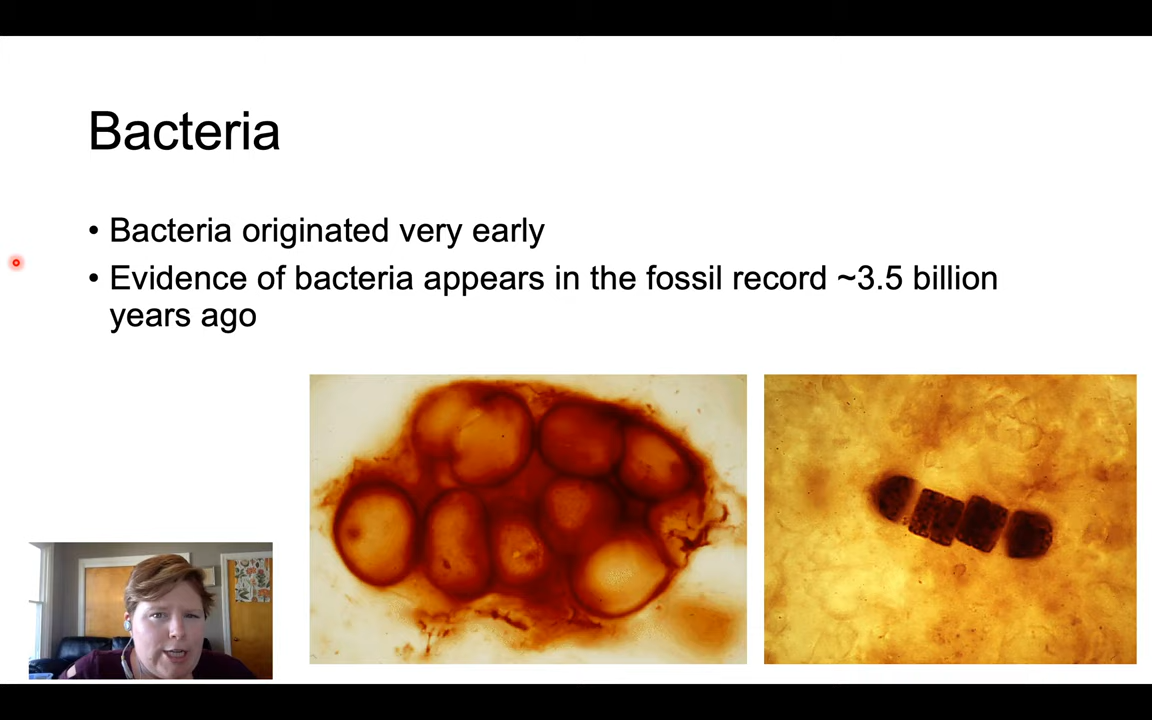 Bacteria
• Bacteria originated very early
• Evidence of bacteria appears in the fossil record ~3.5 billion
years ago